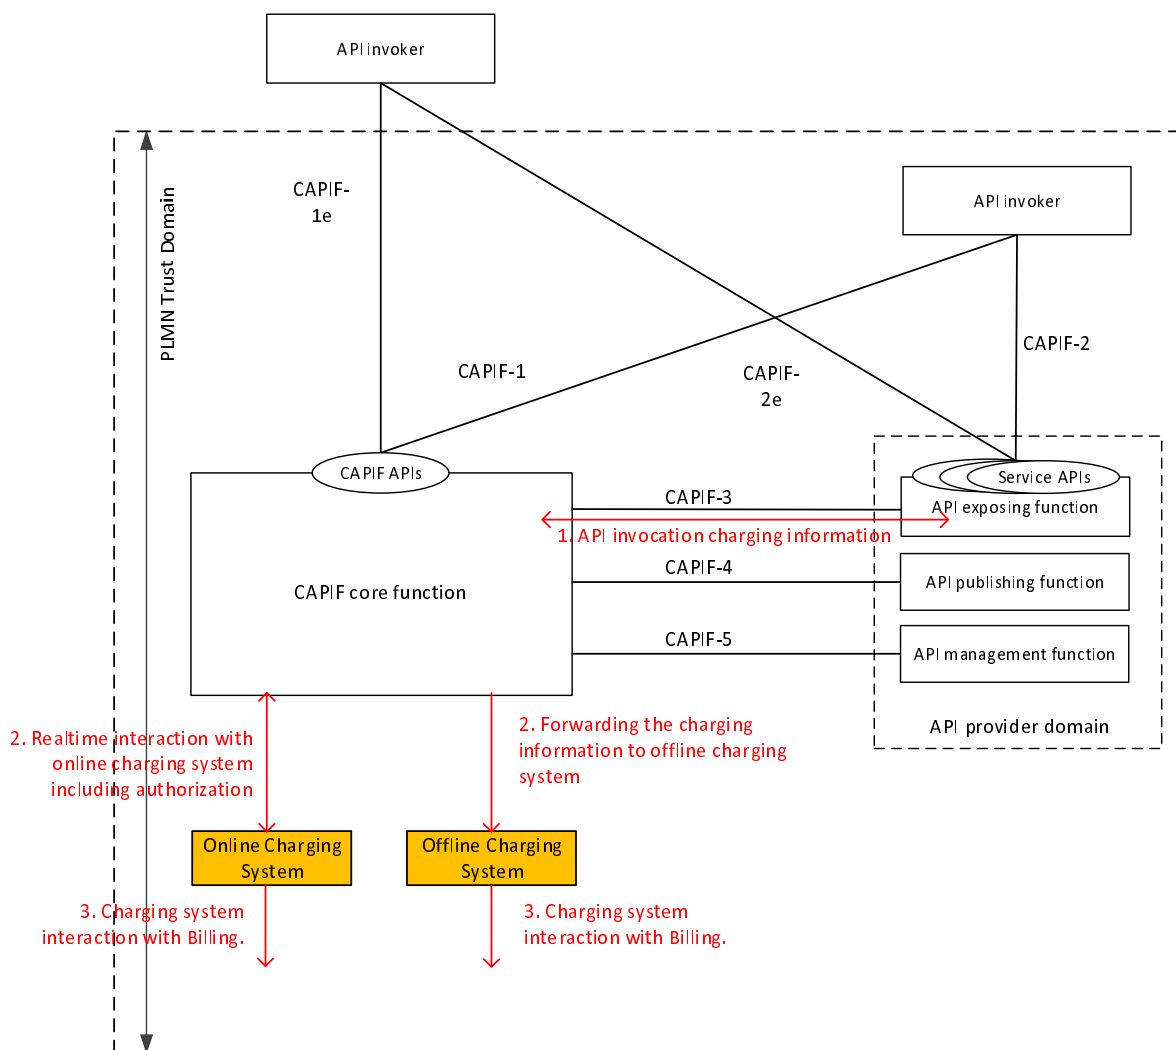 API invoker
CAPIF-
1e
PLMN Trust Domain
API invoker
CAPIF-1
CAPIF-
2e
CAPIF-2
CAPIF APIs
Service APIs
CAPIF-3
API exposing function
1. API invocation charging information
CAPIF-4
API publishing function
CAPIF core function
CAPIF-5
API management function
API provider domain
2. Realtime interaction with
online charging system
including authorization
2. Forwarding the charging
information to offline charging
system
Online Charging
System
Offline Charging
System
3. Charging system
interaction with Billing.
3. Charging system
interaction with Billing.